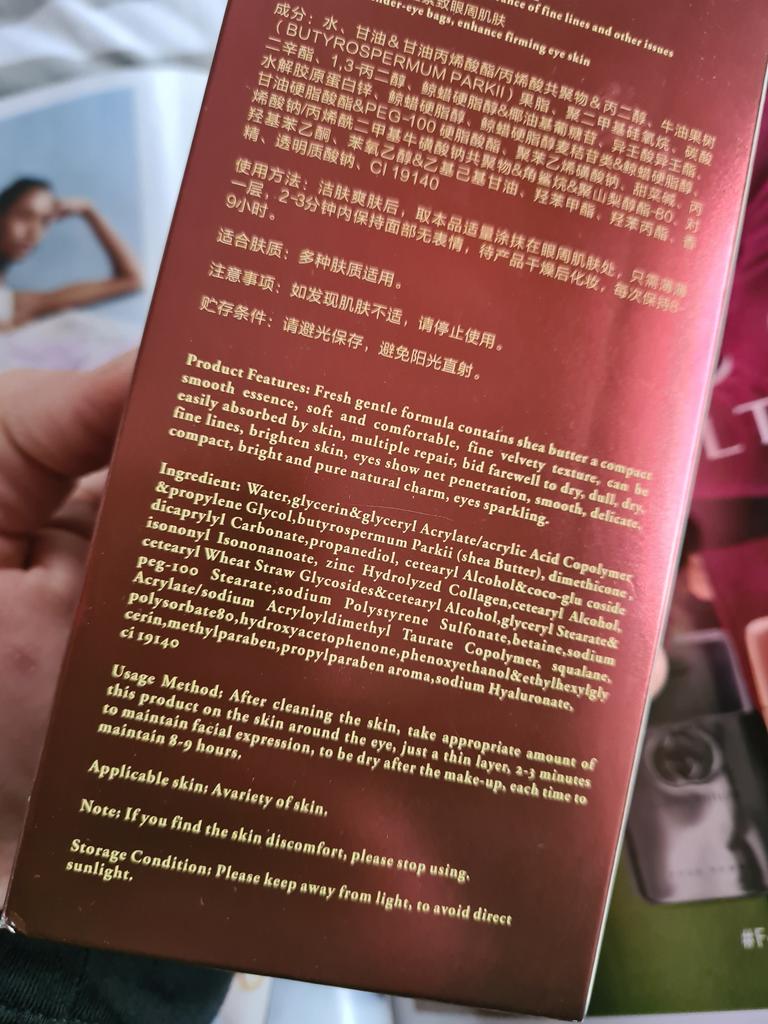 紧致眼周肌肤
ance of fine lines and other issues
nder-eye bags, enhance firming eye skin
成分：水、甘油&甘油丙烯酸酯/丙烯酸共聚物&丙二醇、牛油果树
（BUTYROSPERMUM PARKII）果脂、聚二甲基硅氧烷、碳酸
二辛酯、1,3-丙二醇、鲸蜡硬脂醇&椰油基葡糖苷、异壬酸异壬酯、
水解胶原蛋白锌、鲸蜡硬脂醇、鲸蜡硬脂醇麦秸苷类&鲸蜡硬脂醇、
甘油硬脂酸酯&PEG-100 硬脂酸酯、聚苯乙烯磺酸钠、甜菜碱、丙
烯酸钠/丙烯酰二甲基牛磺酸钠共聚物&角鲨烷&聚山梨醇酯-80、对
羟基苯乙酮、苯氧乙醇&乙基己基甘油、羟苯甲酯、羟苯丙酯、香
精、透明质酸钠、CI 19140
使用方法：洁肤爽肤后，取本品适量涂抹在眼周肌肤处，只需薄薄
一层，2-3分钟内保持面部无表情，待产品干燥后化妆，每次保持8-
9小时。
适合肤质：多种肤质适用。
注意事项：如发现肌肤不适，请停止使用。
贮存条件：请避光保存，避免阳光直射。
Product Features: Fresh gentle formula contains shea butter a compact
smooth essence, soft and comfortable, fine velvety texture, can be
easily absorbed by skin, multiple repair, bid farewell to dry, dull, dry,
fine lines, brighten skin, eyes show net penetration, smooth, delicate,
compact, bright and pure natural charm, eyes sparkling.
Ingredient: Water,glycerin&glyceryl Acrylate/acrylic Acid Copolymer
&propylene Glycol,butyrospermum Parkii (shea Butter), dimethicone,
dicaprylyl Carbonate,propanediol, cetearyl Alcohol&coco-glu coside
isononyl Isononanoate, zinc Hydrolyzed Collagen,cetearyl Alcohol,
cetearyl Wheat Straw Glycosides&cetearyl Alcohol,glyceryl Stearate&
peg-100 Stearate,sodium Polystyrene Sulfonate,betaine,sodium
Acrylate/sodium Acryloyldimethyl Taurate Copolymer, squalane,
polysorbate80,hydroxyacetophenone,phenoxyethanol&ethylhexylgly
cerin,methylparaben,propylparaben aroma,sodium Hyaluronate,
ci 19140
Usage Method: After cleaning the skin, take appropriate amount of
this product on the skin around the eye, just a thin layer, 2-3 minutes
to maintain facial expression, to be dry after the make-up, each time to
maintain 8-9 hours.
Applicable skin: Avariety of skin.
Note: If you find the skin discomfort, please stop using.
Storage Condition: Please keep away from light, to avoid direct
sunlight.
LT
#F